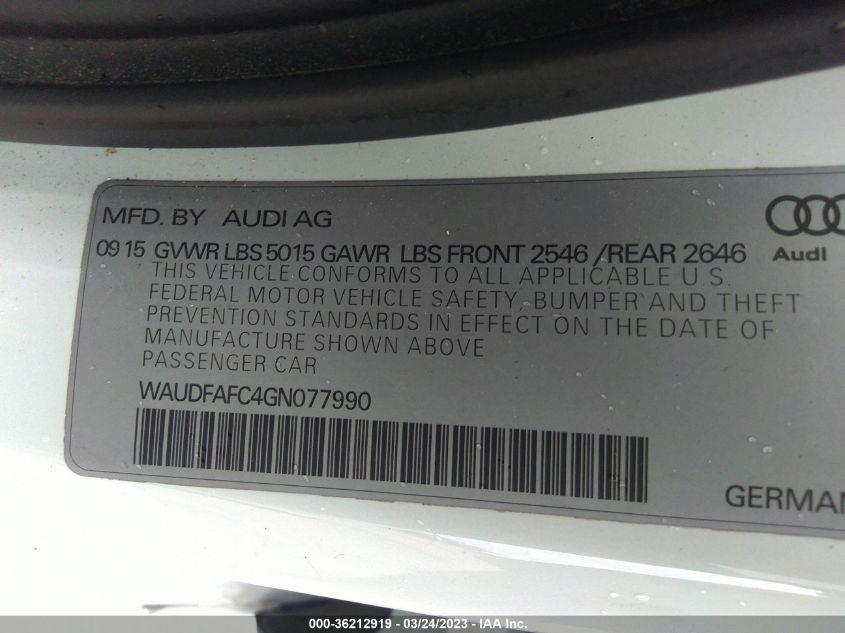 MFD. BY AUDI AG
0915 GVWR LBS 5015 GAWR LBS FRONT 2546 /REAR 2646
Audi
THIS VEHICLE CONFORMS TO ALL APPLICABLE U.S.
FEDERAL MOTOR VEHICLE SAFETY, BUMPER AND THEFT
PREVENTION STANDARDS IN EFFECT ON THE DATE OF
MANUFACTURE SHOWN ABOVE
PASSENGER CAR
WAUDFAFC4GN077990
GERMAN
000-36212919 - 03/24/2023 - IAA Inc.